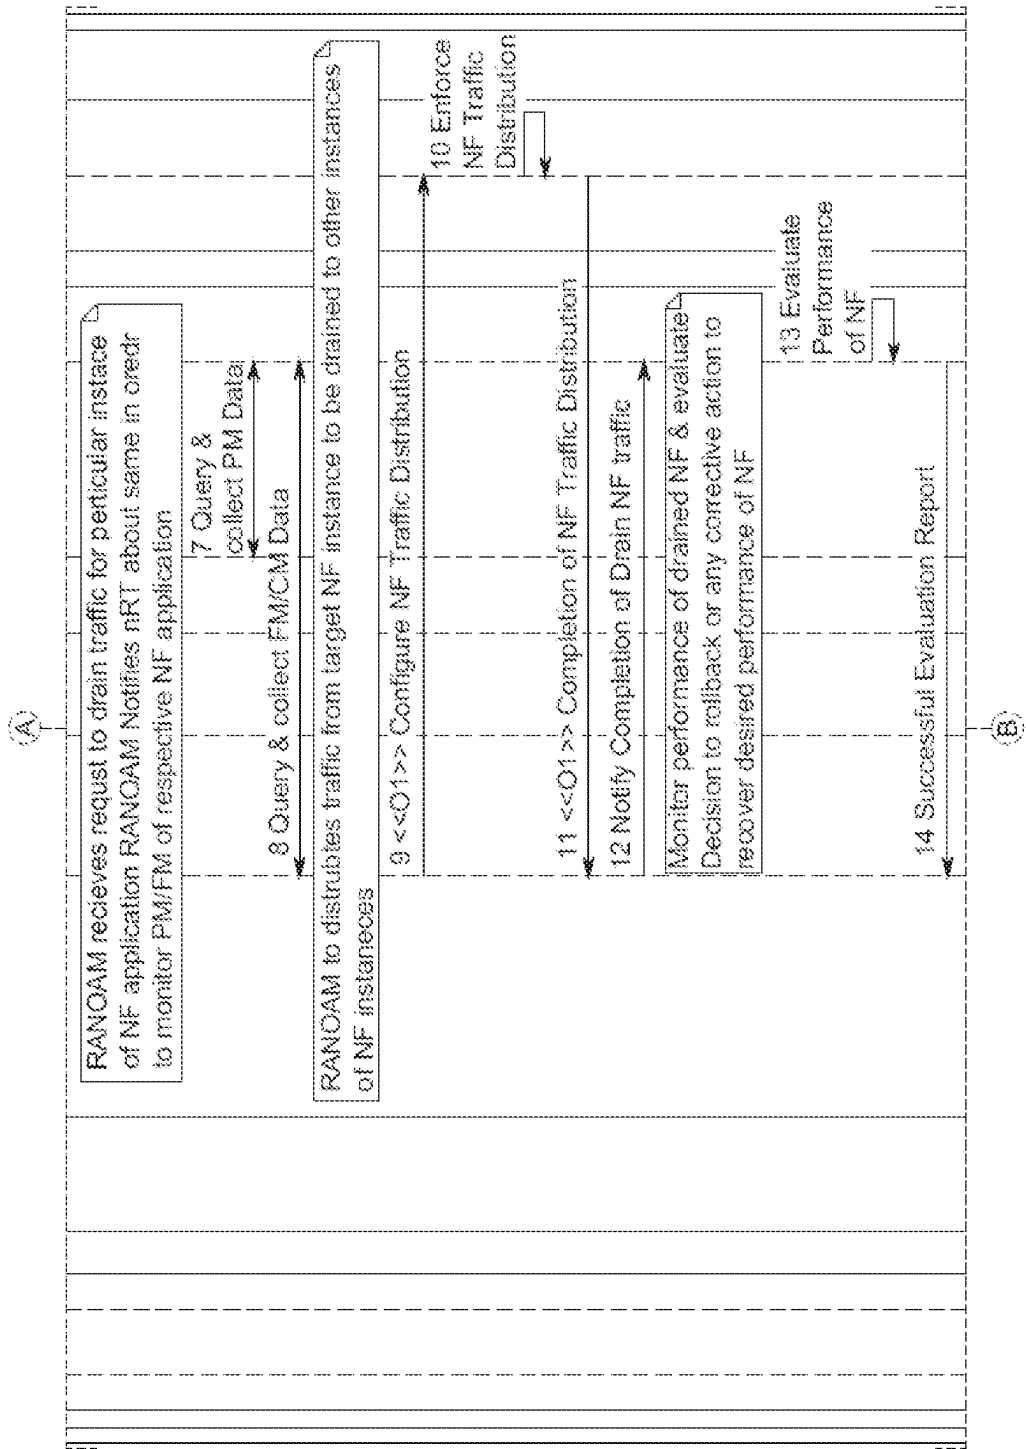 A
RANOAM recieves requst to drain traffic for perticular instace
of NF application RANOAM Notifies nRT about same in oredr
to monitor PM/FM of respective NF application
7 Query &
collect PM Data
8 Query & collect FM/CM Data
RANOAM to distrubtes traffic from target NF instance to be drained to other instances
of NF instaneces
9 <<O1>> Configure NF Traffic Distribution
10 Enforce
NF Traffic
Distribution
11 <<O1>> Completion of NF Traffic Distribution
12 Notify Completion of Drain NF traffic
Monitor performance of drained NF & evaluate
Decision to rollback or any corrective action to
recover desired performance of NF
13 Evaluate
Performance
of NF
14 Successful Evaluation Report
B